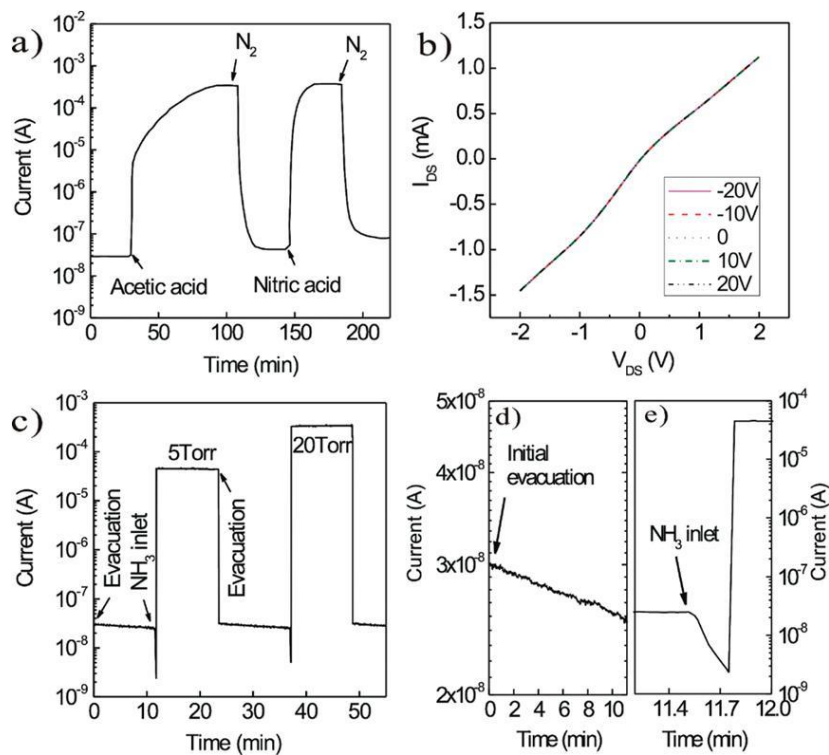 a)
N₂
N₂
Acetic acid
Nitric acid
10⁻²
10⁻³
10⁻⁴
10⁻⁵
10⁻⁶
10⁻⁷
10⁻⁸
10⁻⁹
Current (A)
0 50 100 150 200
Time (min)
b)
1.5
1.0
0.5
0.0
-0.5
-1.0
-1.5
I_DS (mA)
-20V
-10V
0
10V
20V
-2 -1 0 1 2
V_DS (V)
c)
5Torr
20Torr
Evacuation
NH₃ inlet
Evacuation
10⁻³
10⁻⁴
10⁻⁵
10⁻⁶
10⁻⁷
10⁻⁸
10⁻⁹
Current (A)
0 10 20 30 40 50
Time (min)
d)
Initial
evacuation
5x10⁻⁸
4x10⁻⁸
3x10⁻⁸
2x10⁻⁸
Current (A)
0 2 4 6 8 10
Time (min)
e)
NH₃ inlet
10⁻⁴
10⁻⁵
10⁻⁶
10⁻⁷
10⁻⁸
10⁻⁹
Current (A)
11.4 11.7 12.0
Time (min)